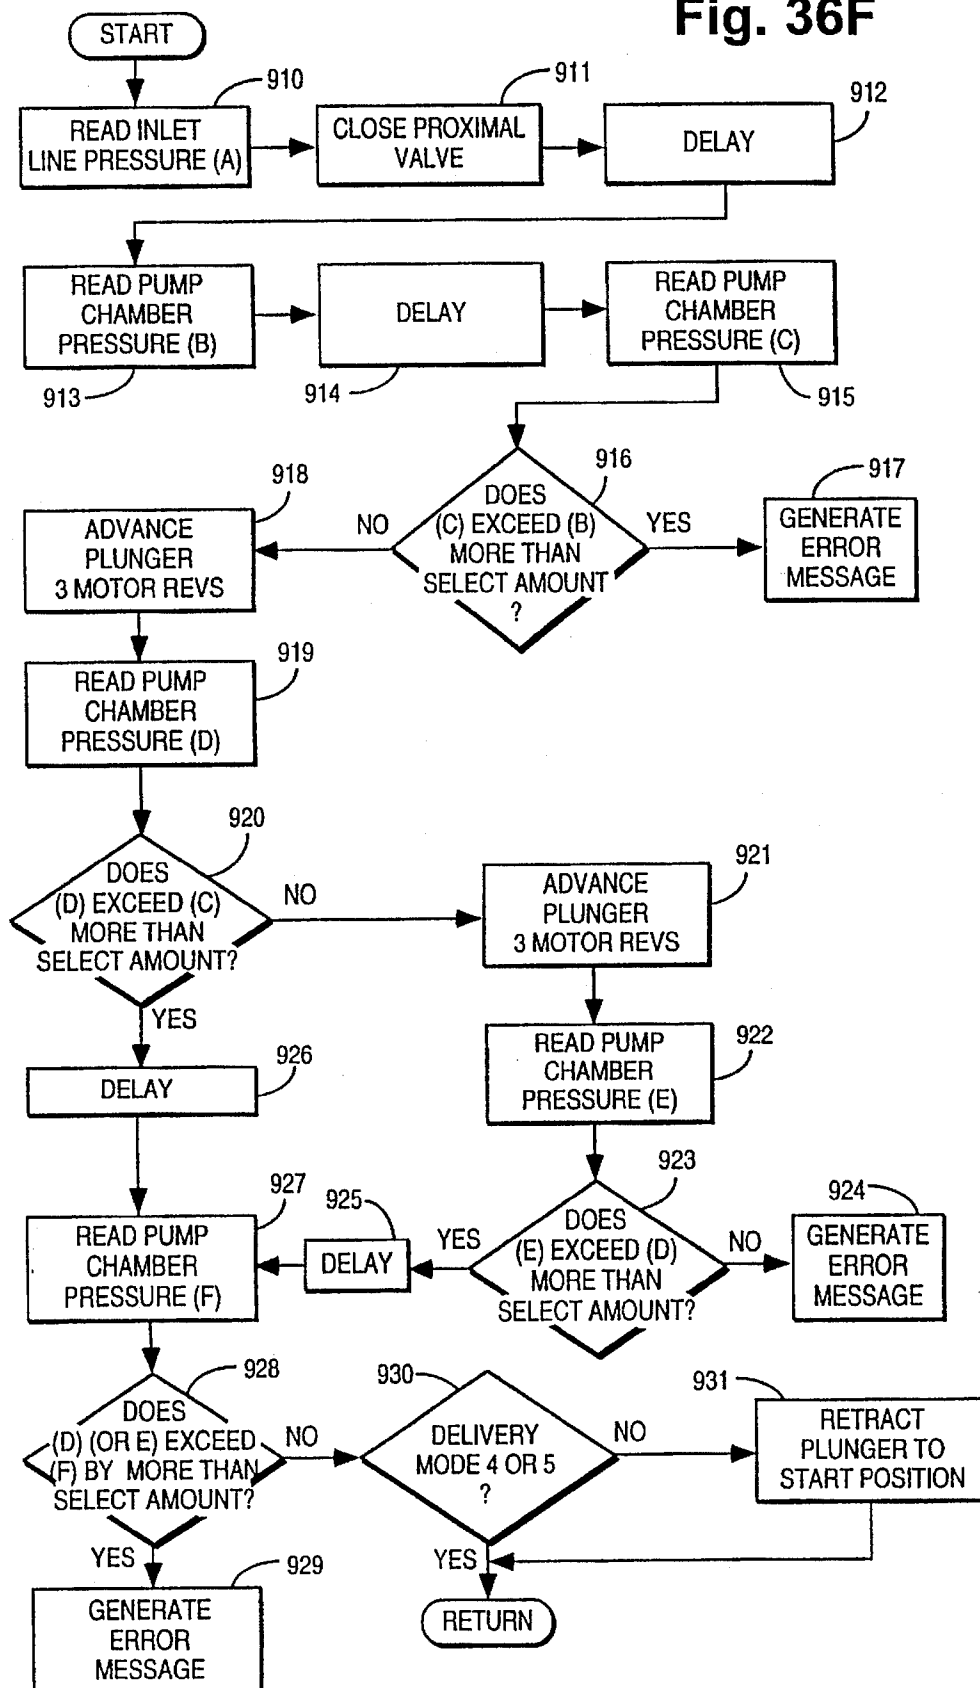 Fig. 36F
START
910
READ INLET
LINE PRESSURE (A)
911
CLOSE PROXIMAL
VALVE
912
DELAY
READ PUMP
CHAMBER
PRESSURE (B)
913
DELAY
914
READ PUMP
CHAMBER
PRESSURE (C)
915
916
DOES
(C) EXCEED (B)
MORE THAN
SELECT AMOUNT
?
NO
YES
917
GENERATE
ERROR
MESSAGE
918
ADVANCE
PLUNGER
3 MOTOR REVS
919
READ PUMP
CHAMBER
PRESSURE (D)
920
DOES
(D) EXCEED (C)
MORE THAN
SELECT AMOUNT?
NO
YES
921
ADVANCE
PLUNGER
3 MOTOR REVS
922
READ PUMP
CHAMBER
PRESSURE (E)
923
DOES
(E) EXCEED (D)
MORE THAN
SELECT AMOUNT?
NO
924
GENERATE
ERROR
MESSAGE
YES
925
DELAY
926
DELAY
927
READ PUMP
CHAMBER
PRESSURE (F)
928
DOES
(D) (OR E) EXCEED
(F) BY MORE THAN
SELECT AMOUNT?
NO
YES
929
GENERATE
ERROR
MESSAGE
930
DELIVERY
MODE 4 OR 5
?
NO
YES
931
RETRACT
PLUNGER TO
START POSITION
RETURN